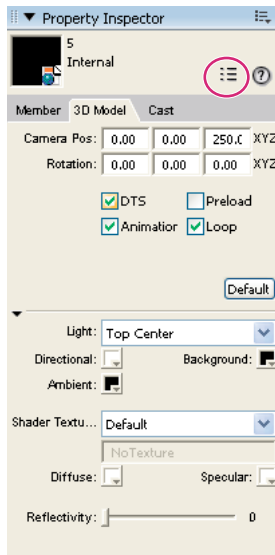 Property Inspector
5
Internal
?
Member 3D Model Cast
Camera Pos: 0.00 0.00 250.0 XYZ
Rotation: 0.00 0.00 0.00 XYZ
DTS Preload
Animation Loop
Default
Light: Top Center
Directional: Background:
Ambient:
Shader Textu... Default
NoTexture
Diffuse: Specular:
Reflectivity: 0